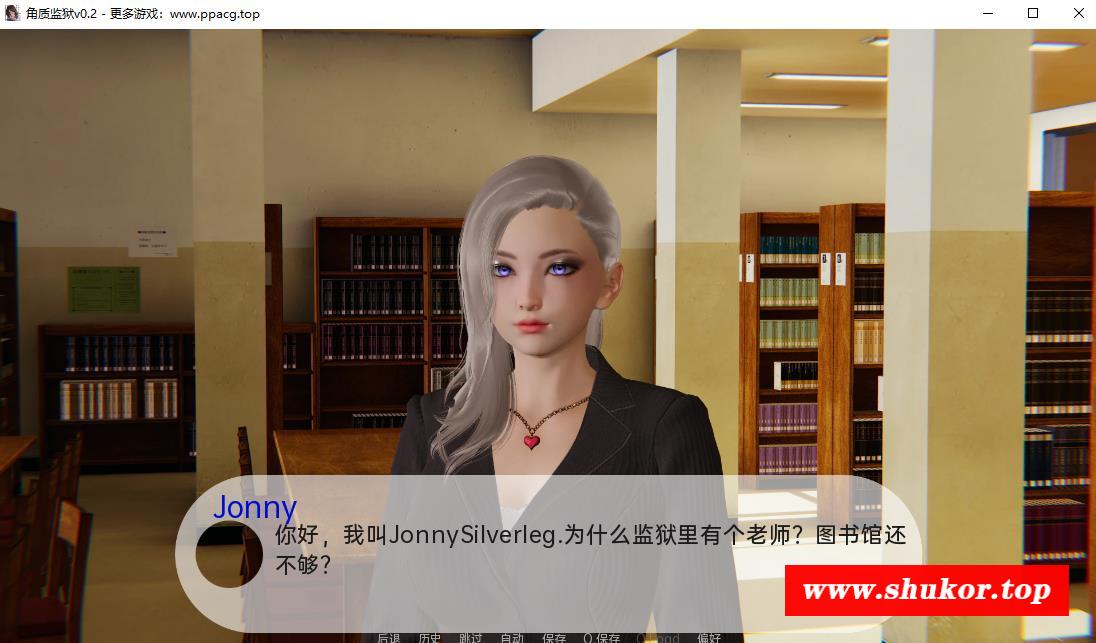 角质监狱v0.2 - 更多游戏：www.ppacg.top
Jonny
你好，我叫JonnySilverleg.为什么监狱里有个老师？图书馆还
不够？
www.shukor.top
后退 历史 跳过 自动 保存 Q.保存 Q.Load 偏好